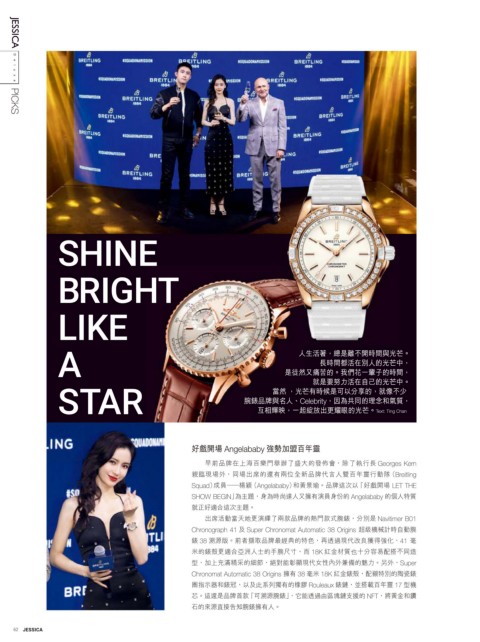 JESSICA
PICKS
BREITLING
1884
#SQUADONAMISSION
BREITLING
1884
SHINE
BRIGHT
LIKE
A
STAR
人生活著，總是離不開時間與光芒。
長時間都活在別人的光芒中，
是徒然又痛苦的。我們花一輩子的時間，
就是要努力活在自己的光芒中。
當然，光芒有時候是可以分享的，就像不少
腕錶品牌與名人、Celebrity，因為共同的理念和氣質，
互相輝映，一起綻放出更耀眼的光芒。Text: Ting Chan
好戲開場 Angelababy 強勢加盟百年靈
早前品牌在上海百樂門舉辦了盛大的發佈會，除了執行長 Georges Kern
親臨現場外，同場出席的還有兩位全新品牌代言人暨百年靈行動隊（Breitling
Squad）成員——楊穎（Angelababy）和黃景瑜。品牌這次以「好戲開場 LET THE
SHOW BEGIN」為主題，身為時尚達人又擁有演員身份的 Angelababy 的個人特質
就正好適合這次主題。
出席活動當天她更演繹了兩款品牌的熱門款式腕錶，分別是 Navitimer B01
Chronograph 41 及 Super Chronomat Automatic 38 Origins 超級機械計時自動腕
錶 38 溯源版。前者擷取品牌最經典的特色，再透過現代改良獲得強化，41 毫
米的錶殼更適合亞洲人士的手腕尺寸，而 18K 紅金材質也十分容易配搭不同造
型，加上充滿精采的細節，絕對能彰顯現代女性內外兼備的魅力。另外，Super
Chronomat Automatic 38 Origins 擁有 38 毫米 18K 紅金錶殼，配襯特別的陶瓷錶
圈指示器和錶冠，以及此系列獨有的橡膠 Rouleaux 錶鏈，並搭載百年靈 17 型機
芯。這還是品牌首款「可溯源腕錶」，它能透過由區塊鏈支援的 NFT，將黃金和鑽
石的來源直接告知腕錶擁有人。
60 JESSICA